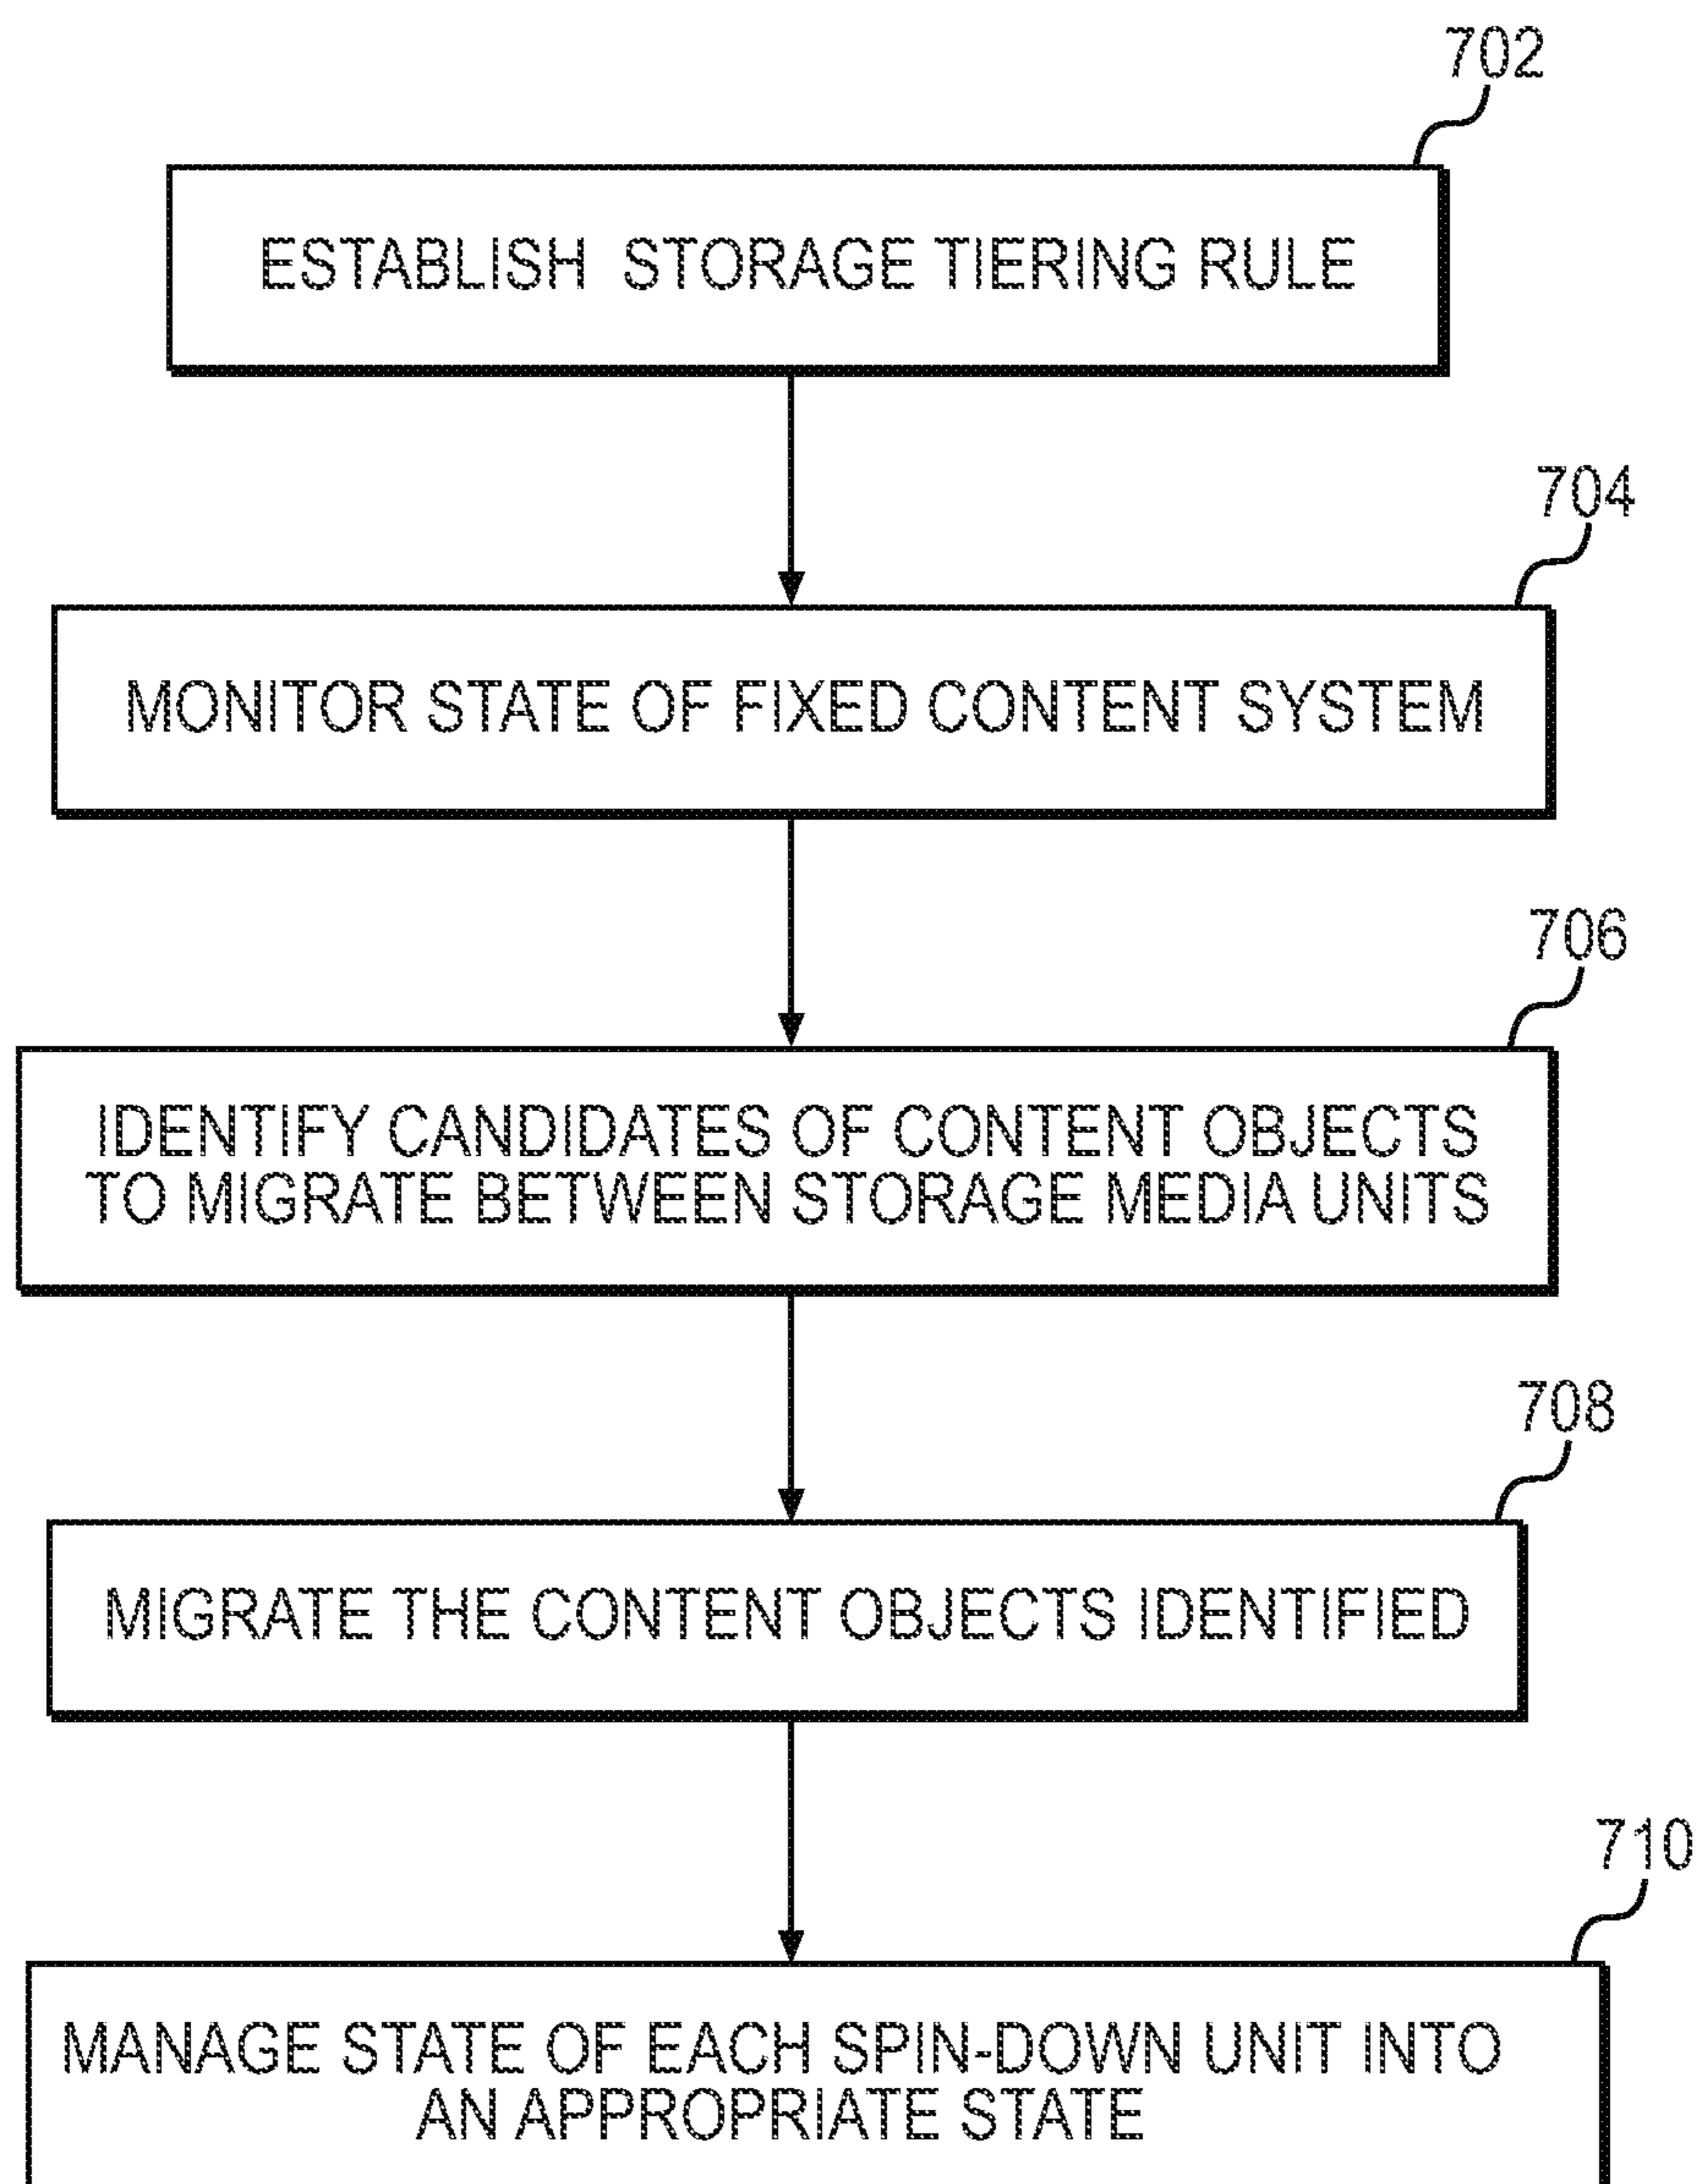 702
ESTABLISH STORAGE TIERING RULE
704
MONITOR STATE OF FIXED CONTENT SYSTEM
706
IDENTIFY CANDIDATES OF CONTENT OBJECTS
TO MIGRATE BETWEEN STORAGE MEDIA UNITS
708
MIGRATE THE CONTENT OBJECTS IDENTIFIED
710
MANAGE STATE OF EACH SPIN-DOWN UNIT INTO
AN APPROPRIATE STATE